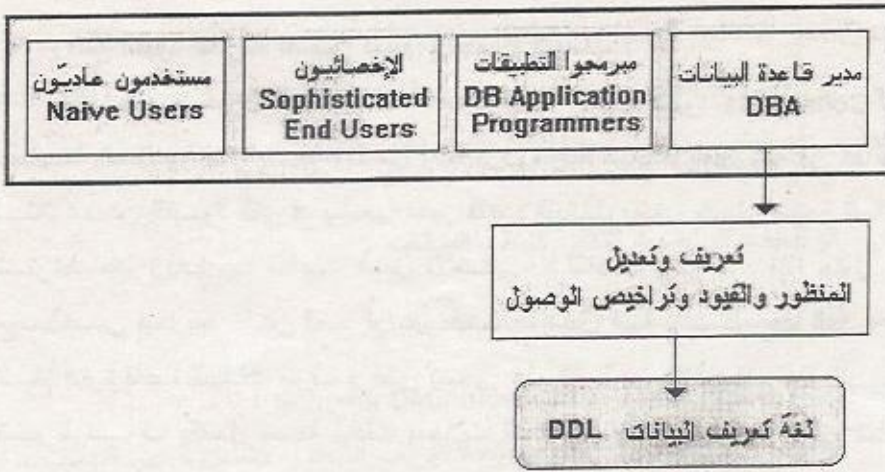 مدير قاعدة البيانات
DBA
مبرمجوا التطبيقات
DB Application
Programmers
الإخصائيون
Sophisticated
End Users
مستخدمون عاديّون
Naive Users
تعريف وتعديل
المنظور والقيود وتراخيص الوصول
لغة تعريف البيانات DDL